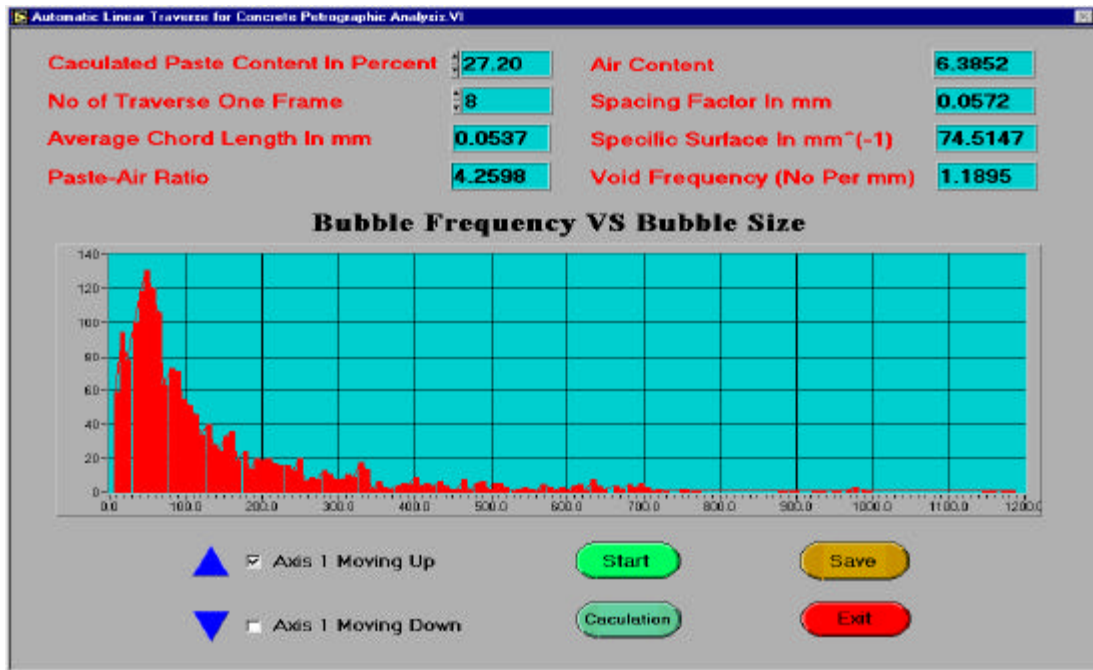 Automatic Linear Traverse for Concrete Petrographic Analysis.VI
Caculated Paste Content In Percent 27.20 Air Content 6.3852
No of Traverse One Frame 8 Spacing Factor In mm 0.0572
Average Chord Length In mm 0.0537 Specific Surface In mm^(-1) 74.5147
Paste-Air Ratio 4.2598 Void Frequency (No Per mm) 1.1895
Bubble Frequency VS Bubble Size
140
120
100
80
60
40
20
0
0.0 100.0 200.0 300.0 400.0 500.0 600.0 700.0 800.0 900.0 1000.0 1100.0 1200.0
Axis 1 Moving Up Start Save
Axis 1 Moving Down Caculation Exit